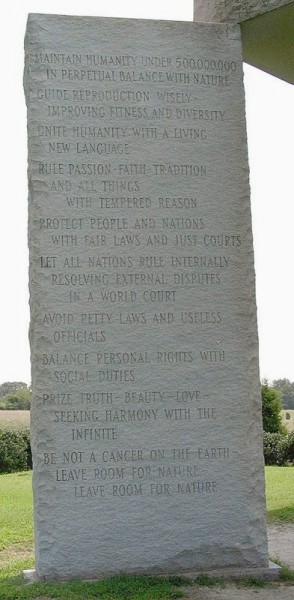 MAINTAIN HUMANITY UNDER 500,000,000
IN PERPETUAL BALANCE WITH NATURE
GUIDE REPRODUCTION WISELY-
IMPROVING FITNESS AND DIVERSITY
UNITE HUMANITY WITH A LIVING
NEW LANGUAGE
RULE PASSION-FAITH-TRADITION
AND ALL THINGS
WITH TEMPERED REASON
PROTECT PEOPLE AND NATIONS
WITH FAIR LAWS AND JUST COURTS
LET ALL NATIONS RULE INTERNALLY
RESOLVING EXTERNAL DISPUTES
IN A WORLD COURT
AVOID PETTY LAWS AND USELESS
OFFICIALS
BALANCE PERSONAL RIGHTS WITH
SOCIAL DUTIES
PRIZE TRUTH-BEAUTY-LOVE-
SEEKING HARMONY WITH THE
INFINITE
BE NOT A CANCER ON THE EARTH-
LEAVE ROOM FOR NATURE-
LEAVE ROOM FOR NATURE